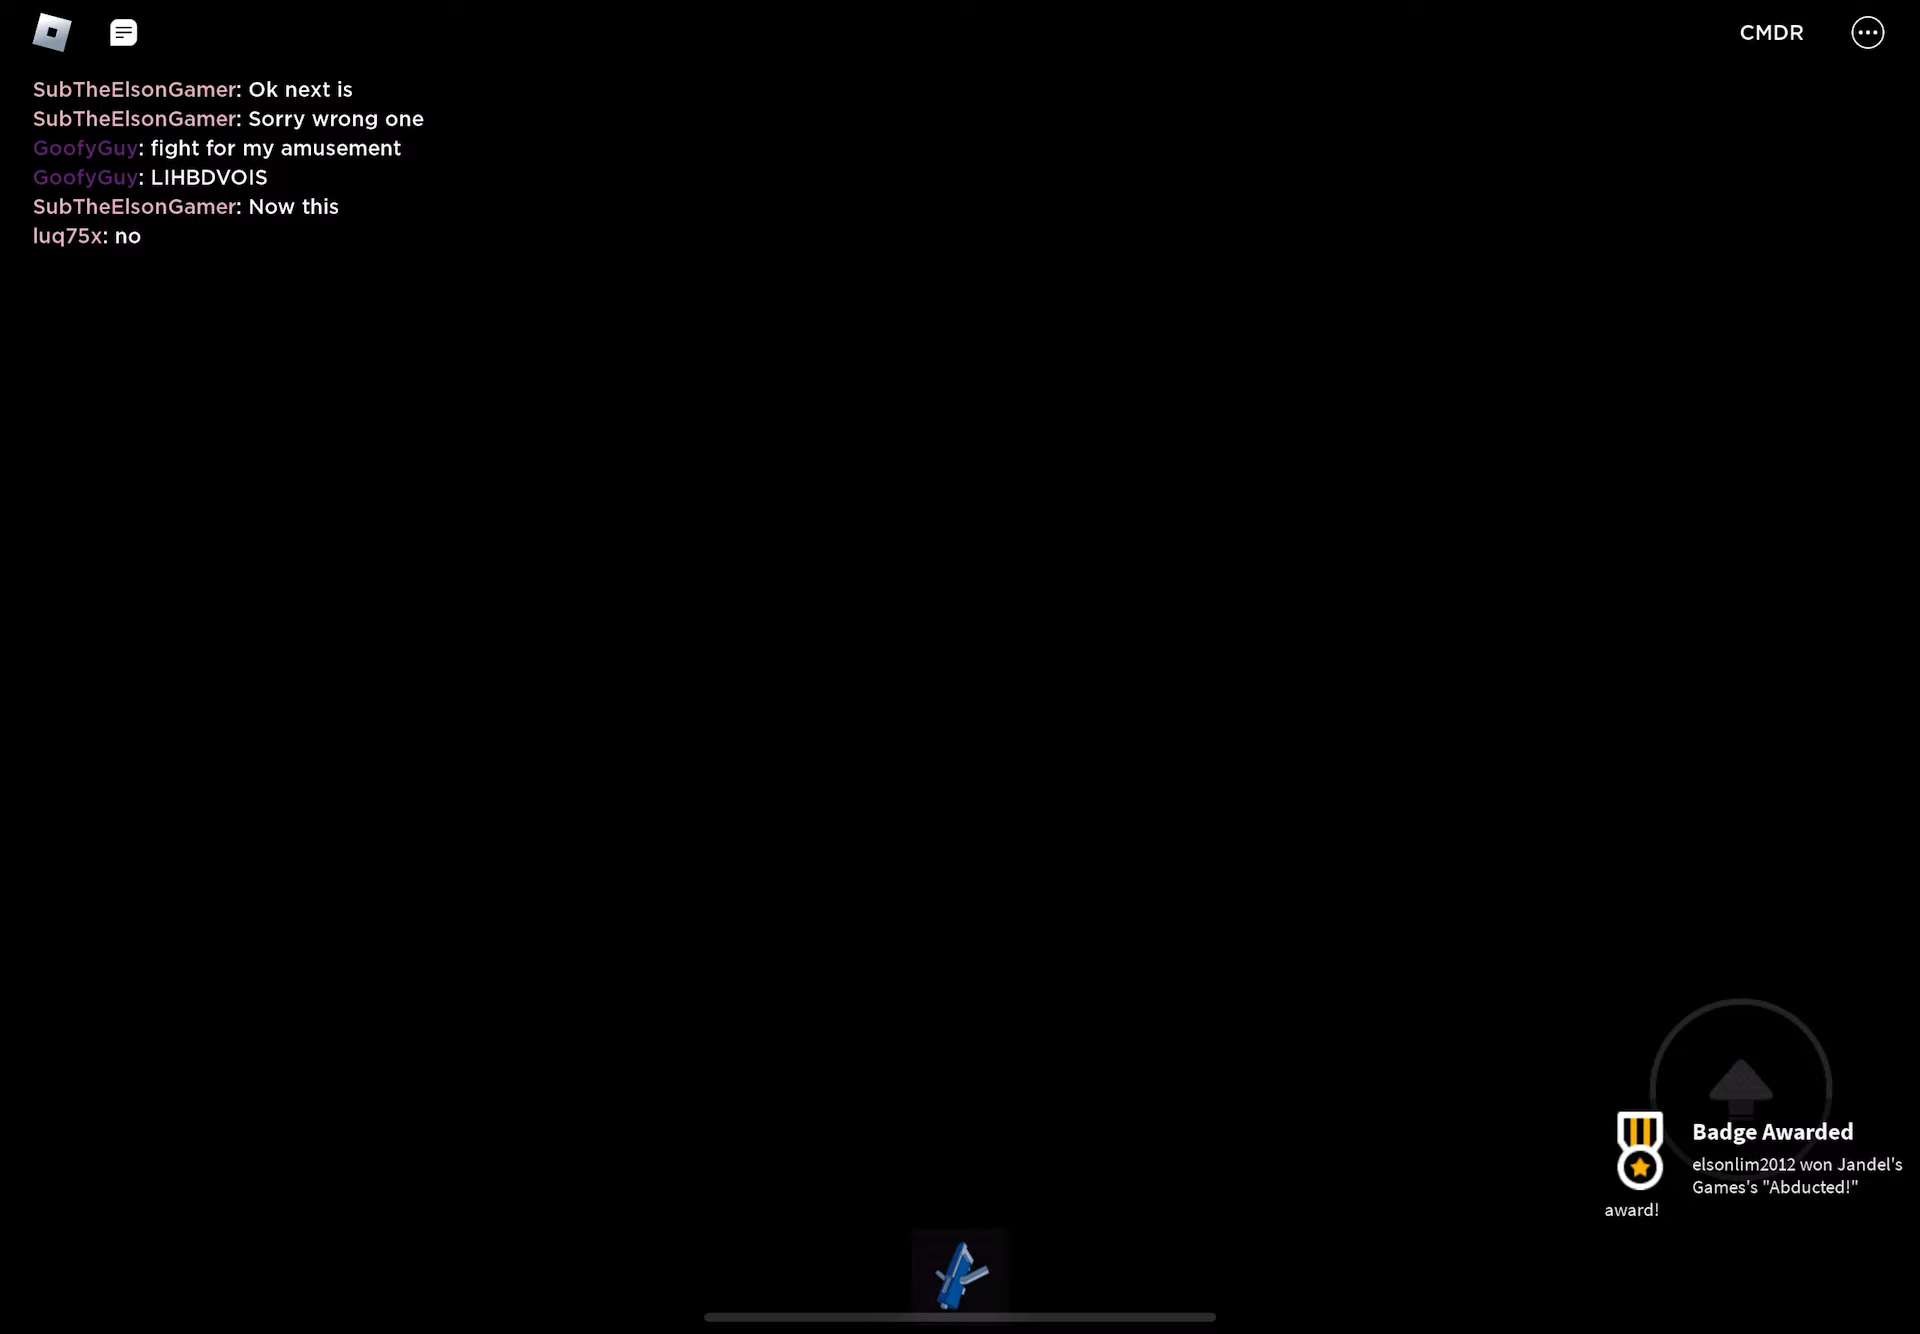 CMDR
SubTheElsonGamer: Ok next is
SubTheElsonGamer: Sorry wrong one
GoofyGuy: fight for my amusement
GoofyGuy: LIHBDVOIS
SubTheElsonGamer: Now this
luq75x: no
Badge Awarded
elsonlim2012 won Jandel's
Games's "Abducted!"
award!